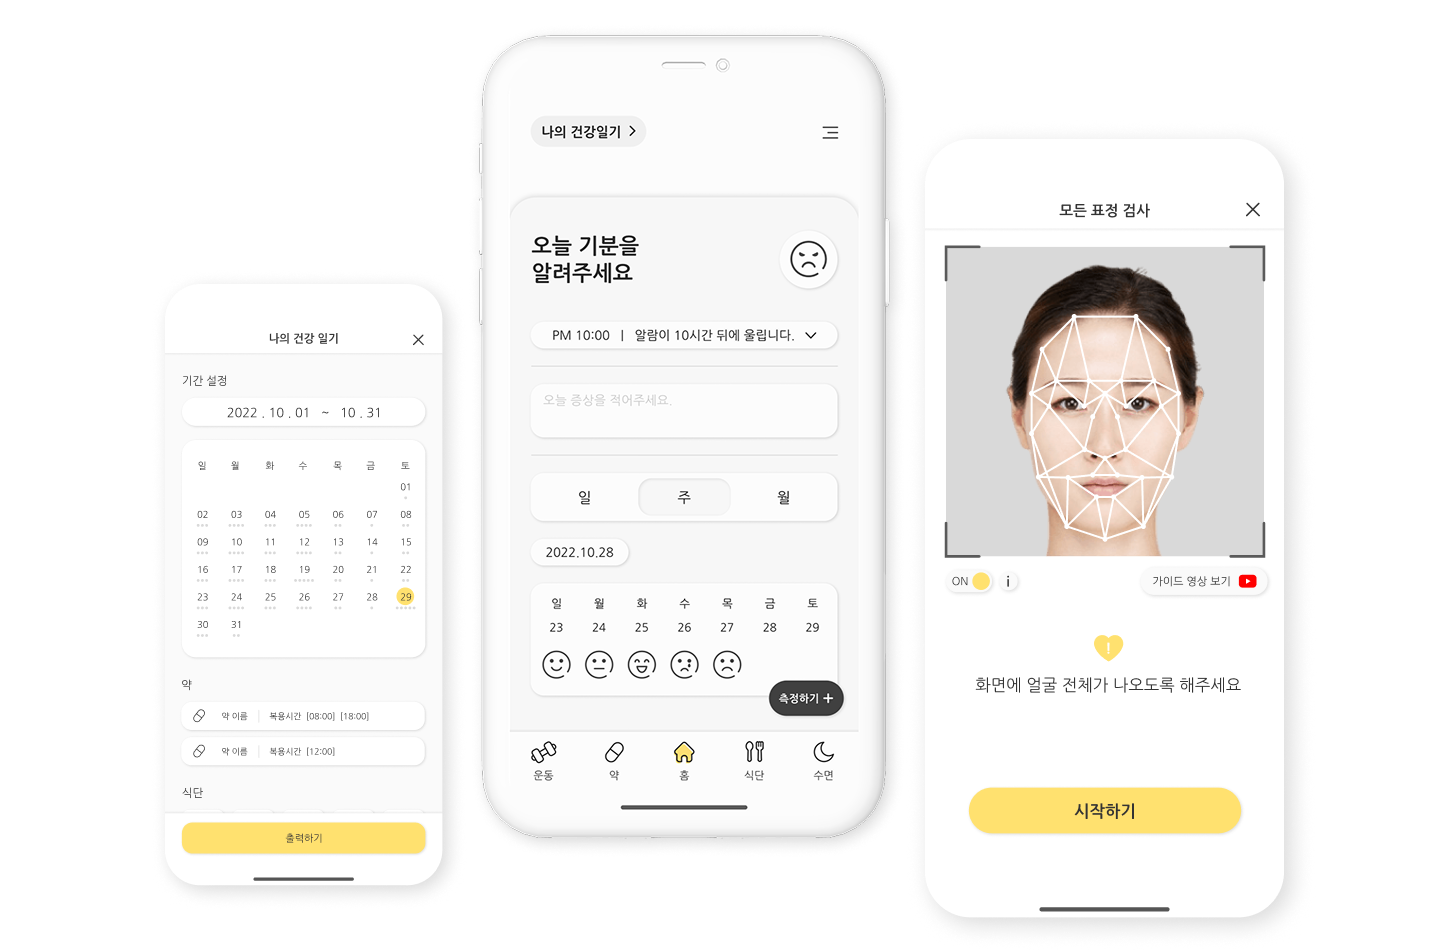 나의 건강 일기
기간 설정
2022 . 10 . 01 ~ 10 . 31
일 월 화 수 목 금 토
01
02 03 04 05 06 07 08
09 10 11 12 13 14 15
16 17 18 19 20 21 22
23 24 25 26 27 28 29
30 31
약
약 이름 복용시간 [08:00] [18:00]
약 이름 복용시간 [12:00]
식단
출력하기
나의 건강일기 >
오늘 기분을
알려주세요
PM 10:00 | 알람이 10시간 뒤에 울립니다.
오늘 증상을 적어주세요.
일 주 월
2022.10.28
일 월 화 수 목 금 토
23 24 25 26 27 28 29
측정하기 +
운동 약 홈 식단 수면
모든 표정 검사
ON i 가이드 영상 보기
!
화면에 얼굴 전체가 나오도록 해주세요
시작하기